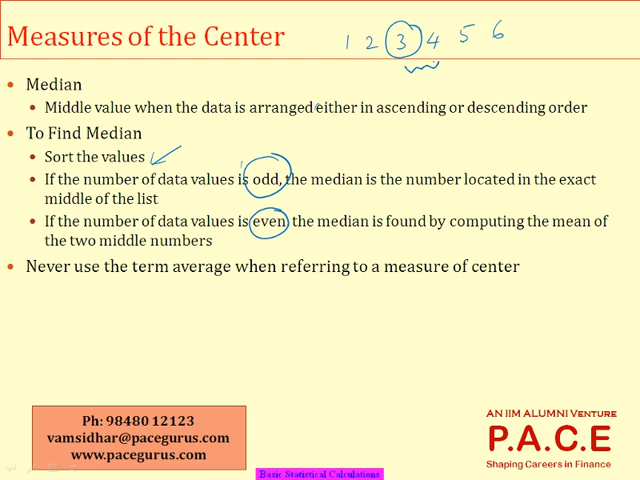 Measures of the Center
1 2 3 4 5 6
Median
Middle value when the data is arranged either in ascending or descending order
To Find Median
Sort the values
If the number of data values is odd, the median is the number located in the exact
middle of the list
If the number of data values is even, the median is found by computing the mean of
the two middle numbers
Never use the term average when referring to a measure of center
Ph: 98480 12123
vamsidhar@pacegurus.com
www.pacegurus.com
AN IIM ALUMNI VENTURE
P.A.C.E
Shaping Careers in Finance
Basic Statistical Calculations